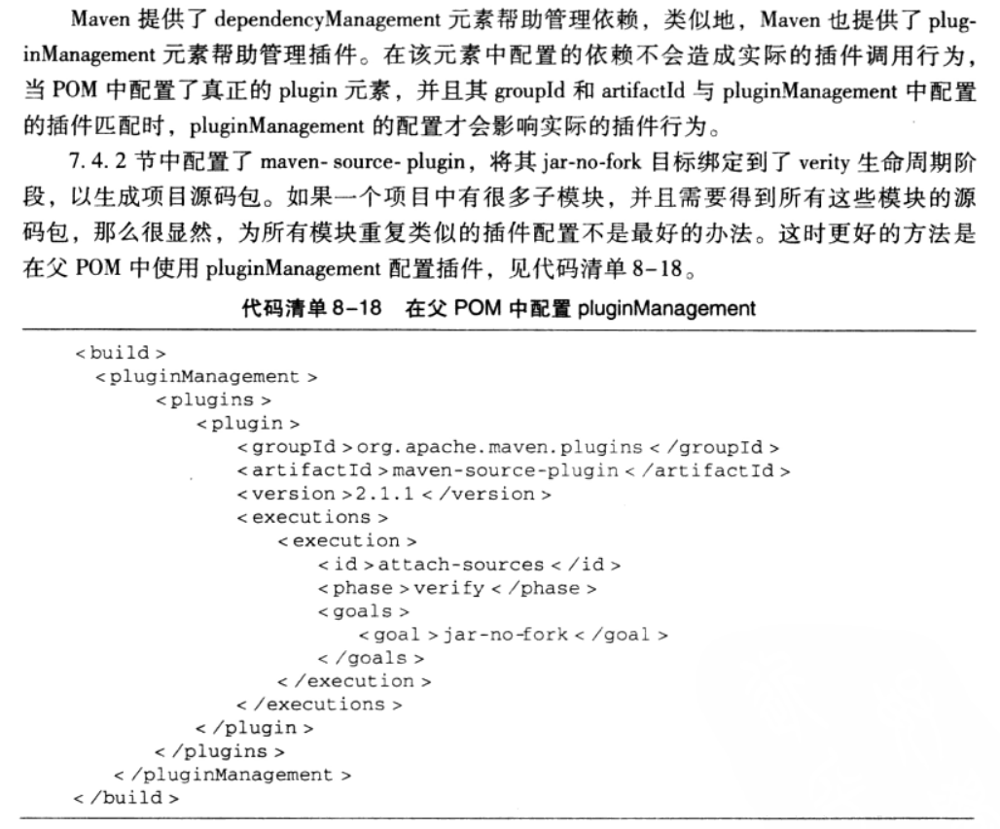 Maven 提供了 dependencyManagement 元素帮助管理依赖，类似地，Maven 也提供了 plug-
inManagement 元素帮助管理插件。在该元素中配置的依赖不会造成实际的插件调用行为，
当 POM 中配置了真正的 plugin 元素，并且其 groupId 和 artifactId 与 pluginManagement 中配置
的插件匹配时，pluginManagement 的配置才会影响实际的插件行为。
7.4.2 节中配置了 maven-source-plugin，将其 jar-no-fork 目标绑定到了 verity 生命周期阶
段，以生成项目源码包。如果一个项目中有很多子模块，并且需要得到所有这些模块的源
码包，那么很显然，为所有模块重复类似的插件配置不是最好的办法。这时更好的方法是
在父 POM 中使用 pluginManagement 配置插件，见代码清单 8-18。
代码清单 8-18 在父 POM 中配置 pluginManagement
<build>
<pluginManagement>
<plugins>
<plugin>
<groupId>org.apache.maven.plugins</groupId>
<artifactId>maven-source-plugin</artifactId>
<version>2.1.1</version>
<executions>
<execution>
<id>attach-sources</id>
<phase>verify</phase>
<goals>
<goal>jar-no-fork</goal>
</goals>
</execution>
</executions>
</plugin>
</plugins>
</pluginManagement>
</build>